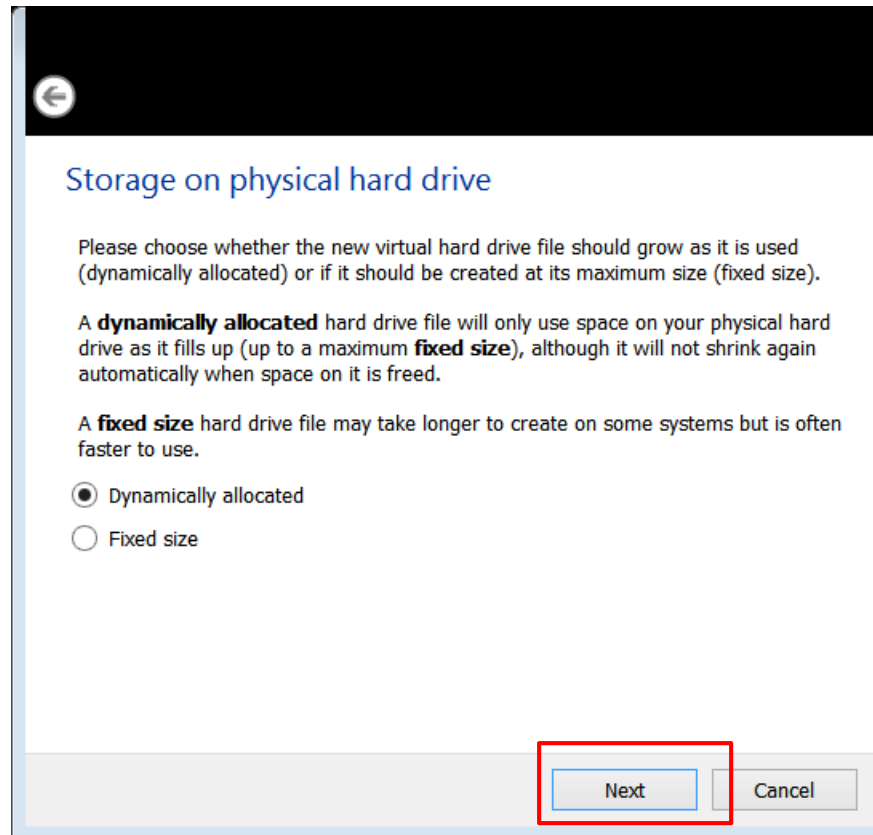 Storage on physical hard drive
Please choose whether the new virtual hard drive file should grow as it is used
(dynamically allocated) or if it should be created at its maximum size (fixed size).
A dynamically allocated hard drive file will only use space on your physical hard
drive as it fills up (up to a maximum fixed size), although it will not shrink again
automatically when space on it is freed.
A fixed size hard drive file may take longer to create on some systems but is often
faster to use.
Dynamically allocated
Fixed size
Next
Cancel